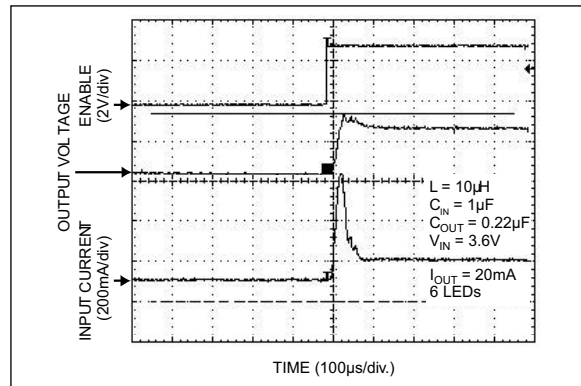 ENABLE
(2V/div)
OUTPUT VOLTAGE
INPUT CURRENT
(200mA/div)
L = 10µH
C_IN = 1µF
C_OUT = 0.22µF
V_IN = 3.6V
I_OUT = 20mA
6 LEDs
TIME (100µs/div.)